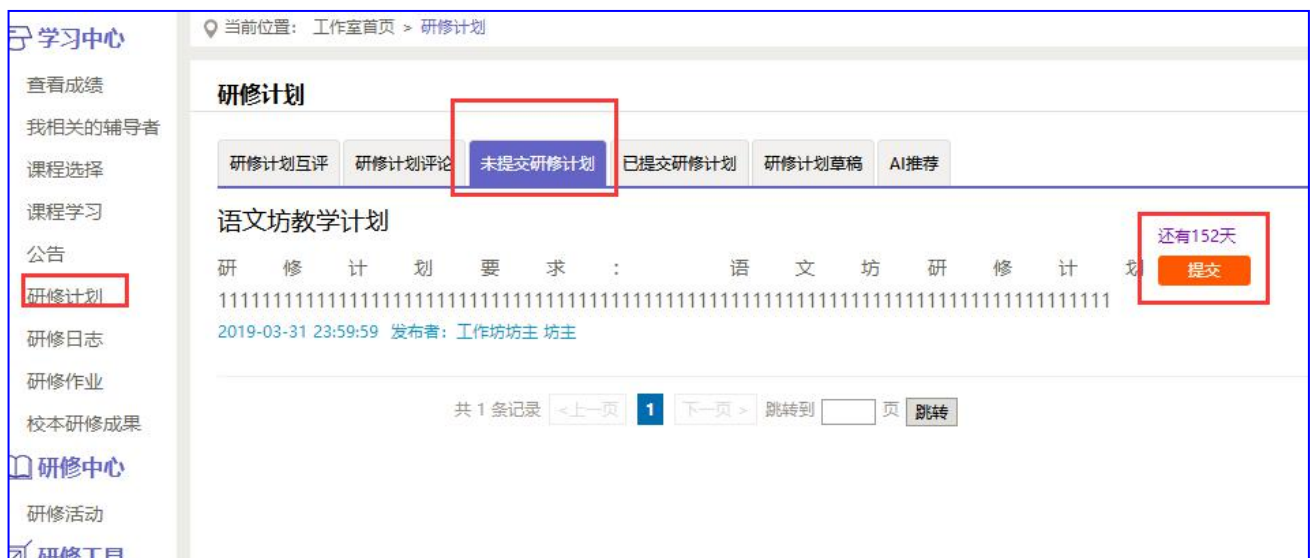 学习中心
查看成绩
我相关的辅导者
课程选择
课程学习
公告
研修计划
研修日志
研修作业
校本研修成果
研修中心
研修活动
研修工具
当前位置： 工作室首页 > 研修计划
研修计划
研修计划互评 研修计划评论 未提交研修计划 已提交研修计划 研修计划草稿 AI推荐
语文坊教学计划
还有152天
研修计划要求： 语文坊研修计划
提交
2019-03-31 23:59:59 发布者：工作坊坊主 坊主
共 1 条记录 <上一页 1 下一页 > 跳转到 页 跳转